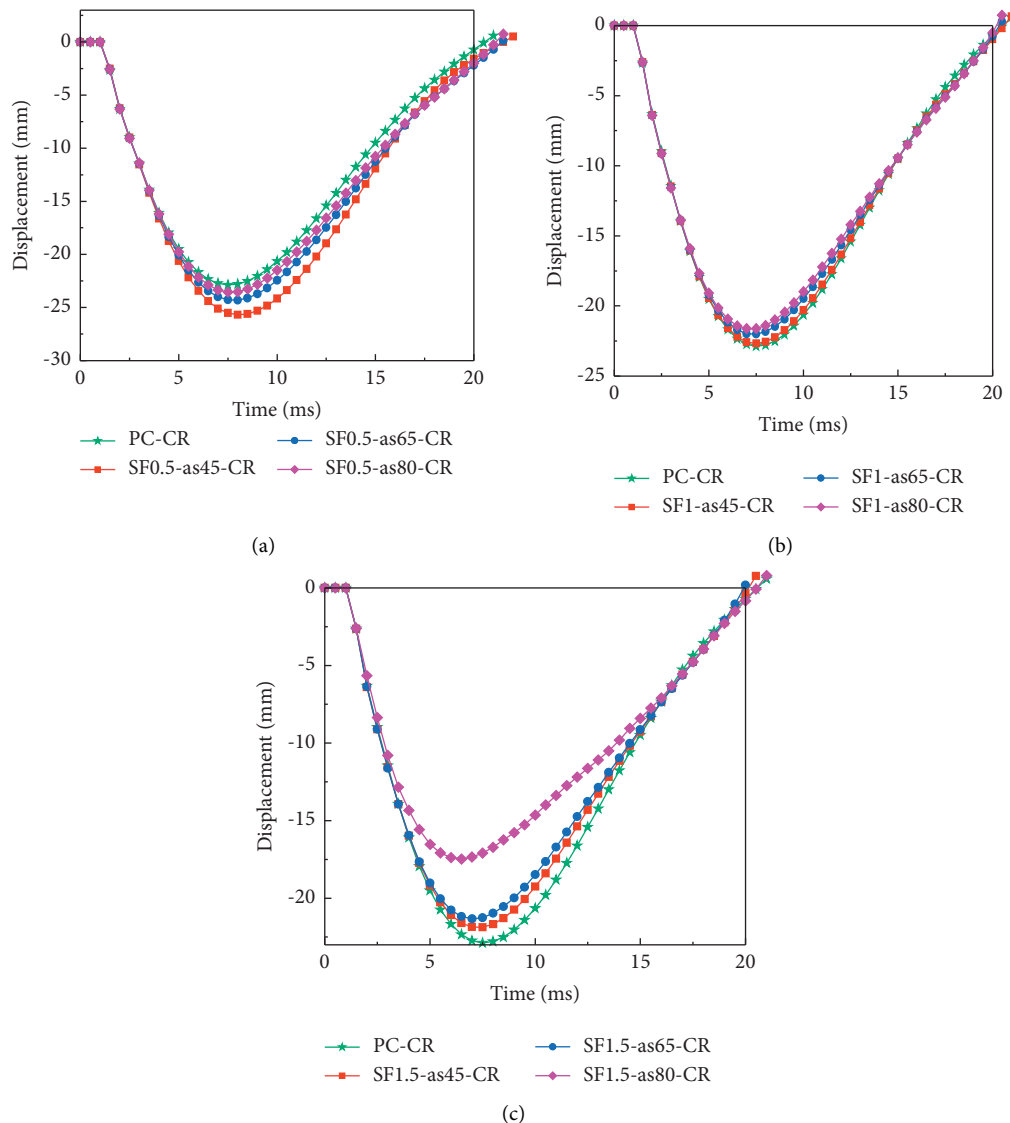 0
-5
-10
-15
-20
-25
-30
Displacement (mm)
0 5 10 15 20
Time (ms)
PC-CR
SF0.5-as45-CR
SF0.5-as65-CR
SF0.5-as80-CR
(a)
0
-5
-10
-15
-20
-25
Displacement (mm)
0 5 10 15 20
Time (ms)
PC-CR
SF1-as45-CR
SF1-as65-CR
SF1-as80-CR
(b)
0
-5
-10
-15
-20
Displacement (mm)
0 5 10 15 20
Time (ms)
PC-CR
SF1.5-as45-CR
SF1.5-as65-CR
SF1.5-as80-CR
(c)